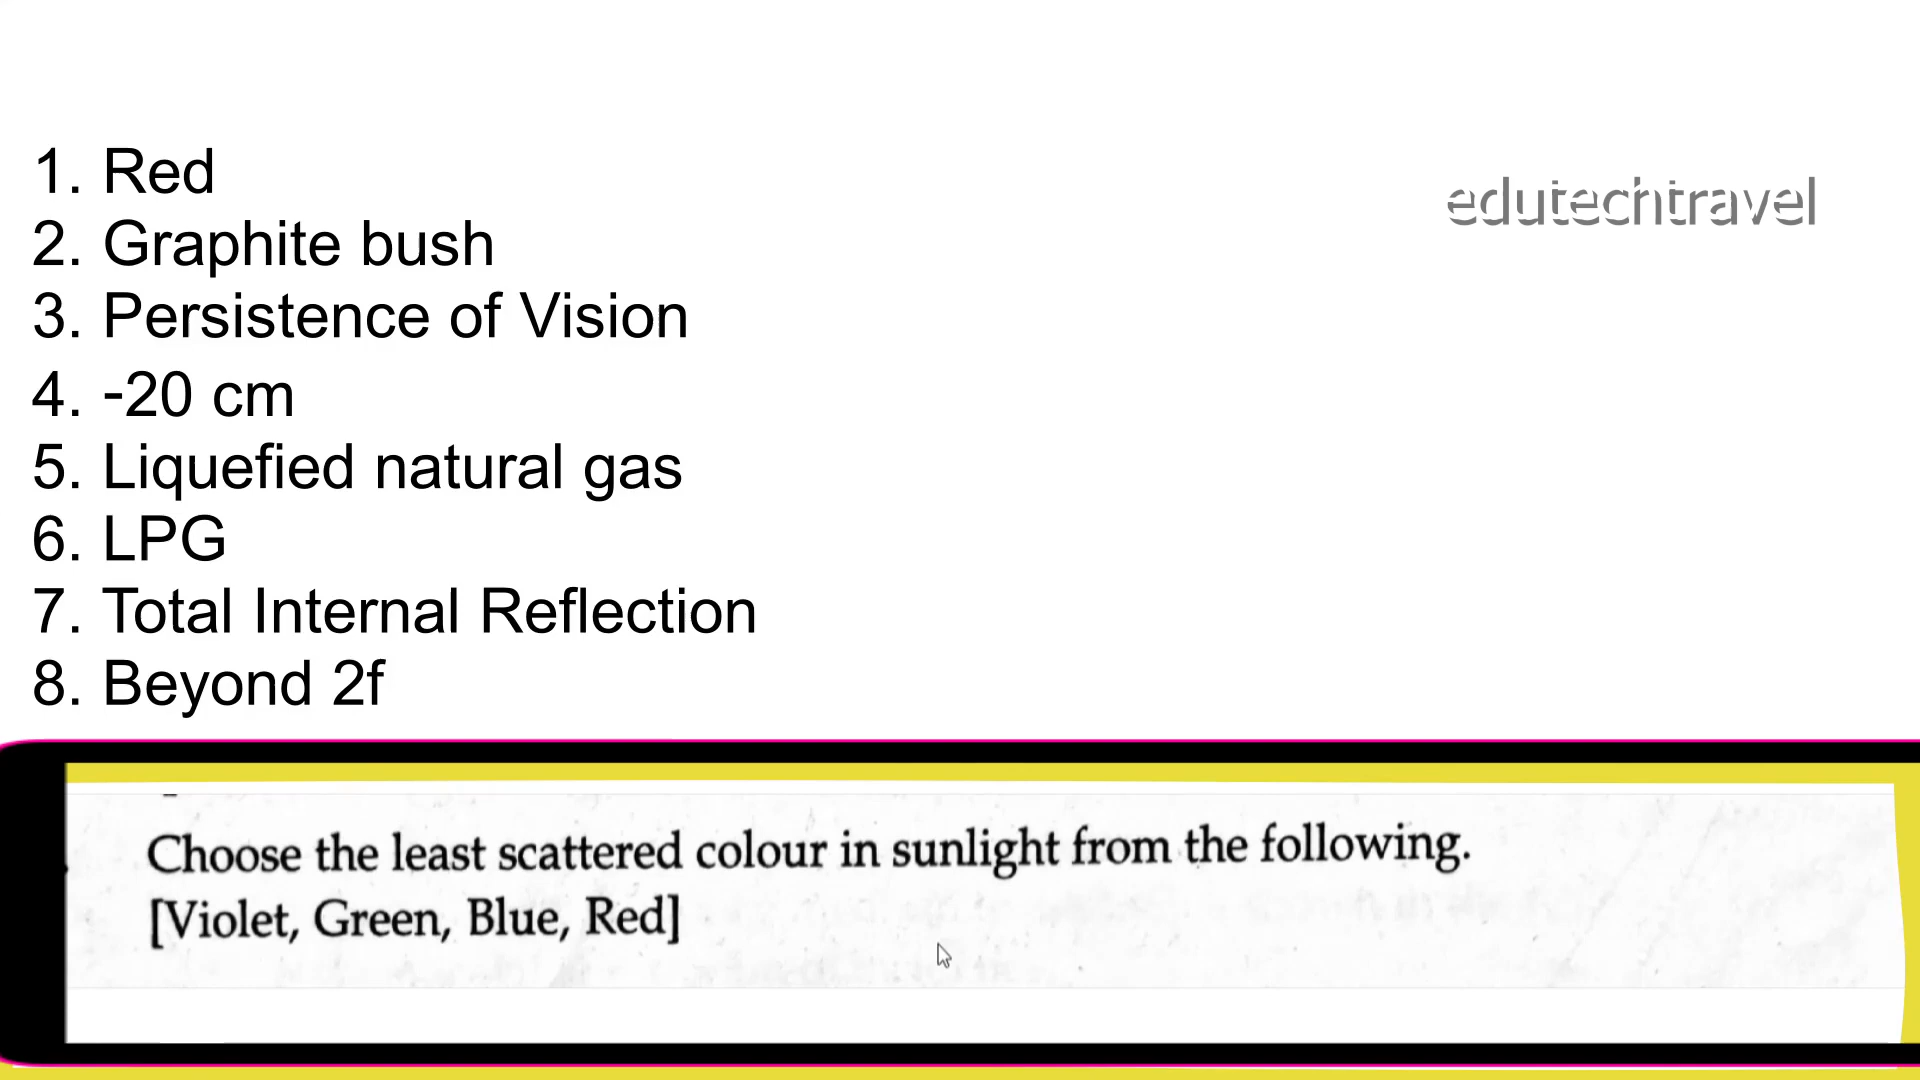 1. Red
edutechtravel
2. Graphite bush
3. Persistence of Vision
4. -20 cm
5. Liquefied natural gas
6. LPG
7. Total Internal Reflection
8. Beyond 2f
Choose the least scattered colour in sunlight from the following.
[Violet, Green, Blue, Red]